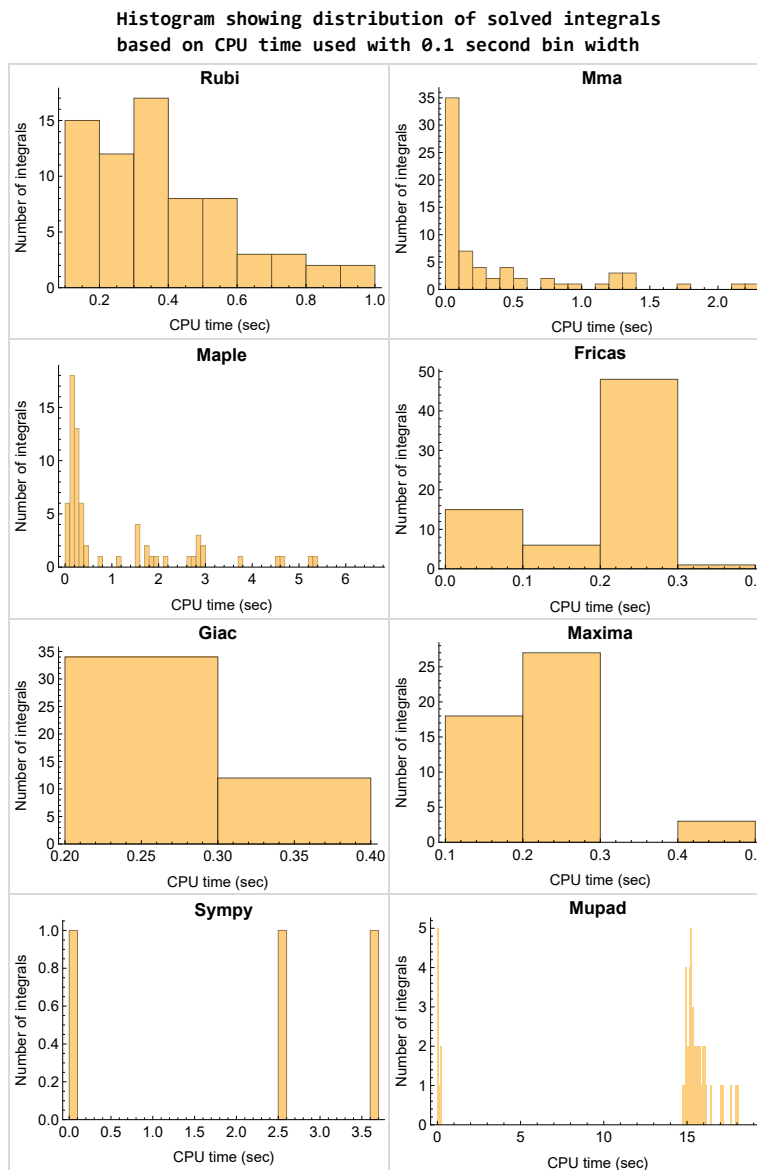 Histogram showing distribution of solved integrals
based on CPU time used with 0.1 second bin width
Rubi
Number of integrals
15
10
5
0
0.2 0.4 0.6 0.8 1.0
CPU time (sec)
Mma
Number of integrals
35
30
25
20
15
10
5
0
0.0 0.5 1.0 1.5 2.0
CPU time (sec)
Maple
Number of integrals
15
10
5
0
0 1 2 3 4 5 6
CPU time (sec)
Fricas
Number of integrals
50
40
30
20
10
0
0.0 0.1 0.2 0.3 0.
CPU time (sec)
Giac
Number of integrals
35
30
25
20
15
10
5
0
0.20 0.25 0.30 0.35 0.40
CPU time (sec)
Maxima
Number of integrals
25
20
15
10
5
0
0.1 0.2 0.3 0.4 0.
CPU time (sec)
Sympy
Number of integrals
1.0
0.8
0.6
0.4
0.2
0.0
0.0 0.5 1.0 1.5 2.0 2.5 3.0 3.5
CPU time (sec)
Mupad
Number of integrals
5
4
3
2
1
0
0 5 10 15
CPU time (sec)